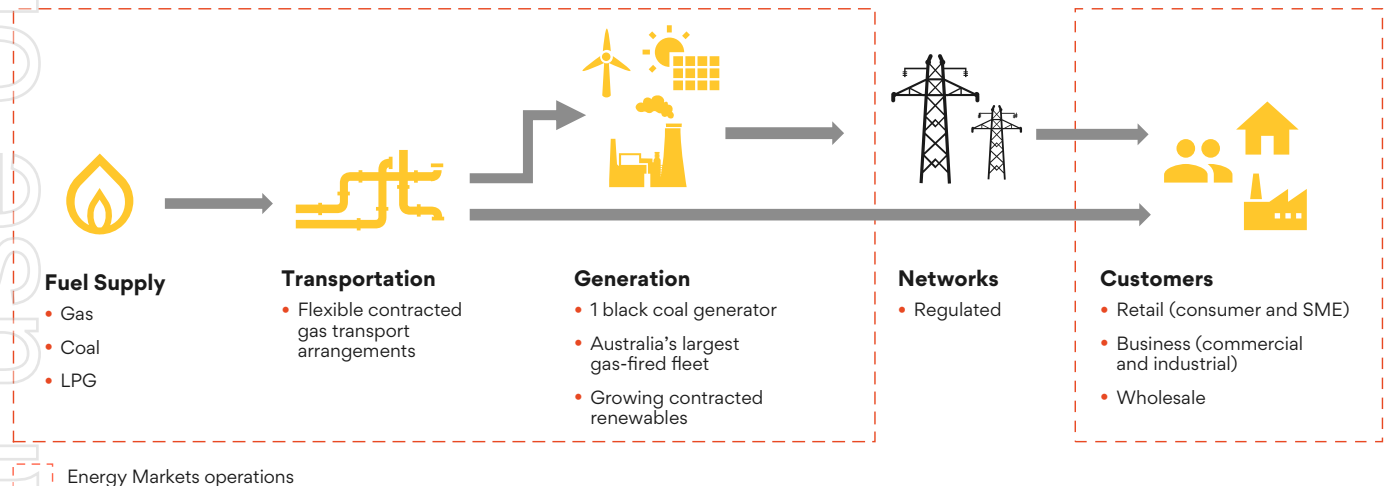 Fuel Supply
• Gas
• Coal
• LPG
Transportation
• Flexible contracted
gas transport
arrangements
Generation
• 1 black coal generator
• Australia's largest
gas-fired fleet
• Growing contracted
renewables
Networks
• Regulated
Customers
• Retail (consumer and SME)
• Business (commercial
and industrial)
• Wholesale
Energy Markets operations